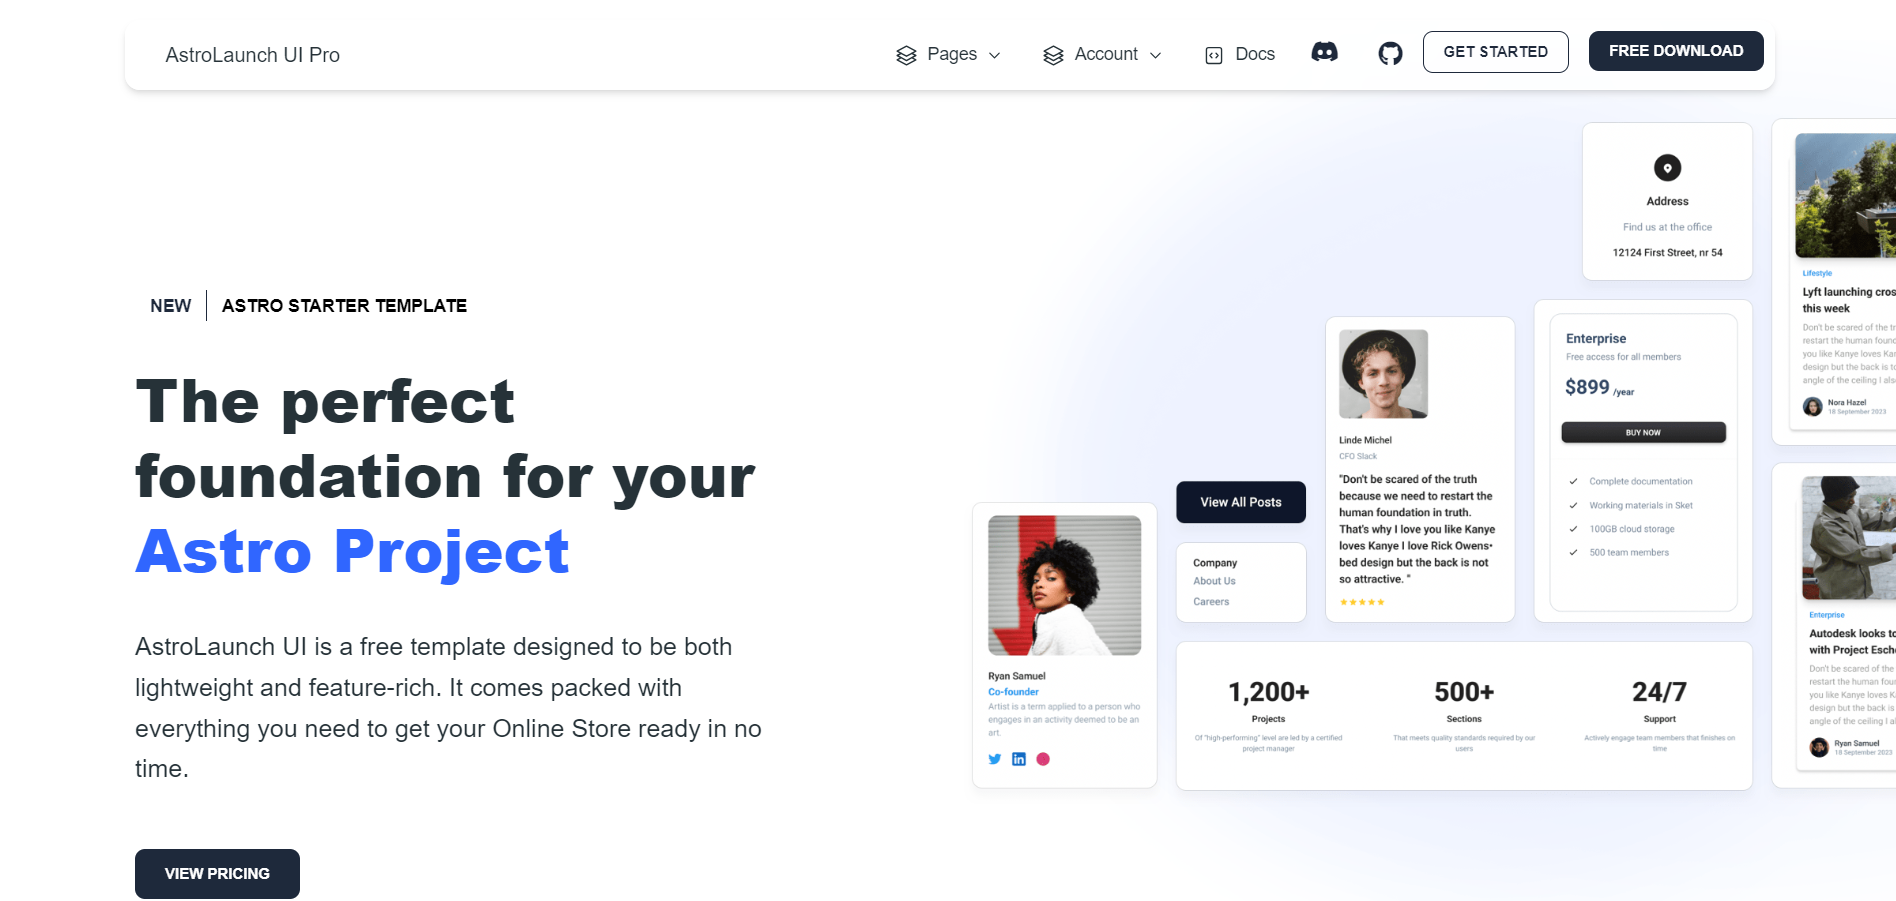 AstroLaunch UI Pro
Pages
Account
Docs
GET STARTED
FREE DOWNLOAD
NEW
ASTRO STARTER TEMPLATE
The perfect
foundation for your
Astro Project
AstroLaunch UI is a free template designed to be both
lightweight and feature-rich. It comes packed with
everything you need to get your Online Store ready in no
time.
VIEW PRICING
Ryan Samuel
Co-founder
Artist is a term applied to a person who
engages in an activity deemed to be an
art.
View All Posts
Company
About Us
Careers
Linde Michel
CFO Slack
"Don't be scared of the truth
because we need to restart the
human foundation in truth.
That's why I love you like Kanye
loves Kanye I love Rick Owens'
bed design but the back is not
so attractive. "
Address
Find us at the office
12124 First Street, nr 54
Enterprise
Free access for all members
$899 /year
BUY NOW
Complete documentation
Working materials in Sket
100GB cloud storage
500 team members
1,200+
Projects
Of "high-performing" level are led by a certified
project manager
500+
Sections
That meets quality standards required by our
users
24/7
Support
Actively engage team members that finishes on
time
Lifestyle
Lyft launching cros
this week
Don't be scared of the tr
restart the human found
you like Kanye loves Kan
design but the back is to
angle of the ceiling I also
Nora Hazel
18 September 2023
Enterprise
Autodesk looks to
with Project Esche
Don't be scared of the
restart the human fou
you like Kanye loves K
design but the back is
angle of the ceiling I al
Ryan Samuel
18 September 2023